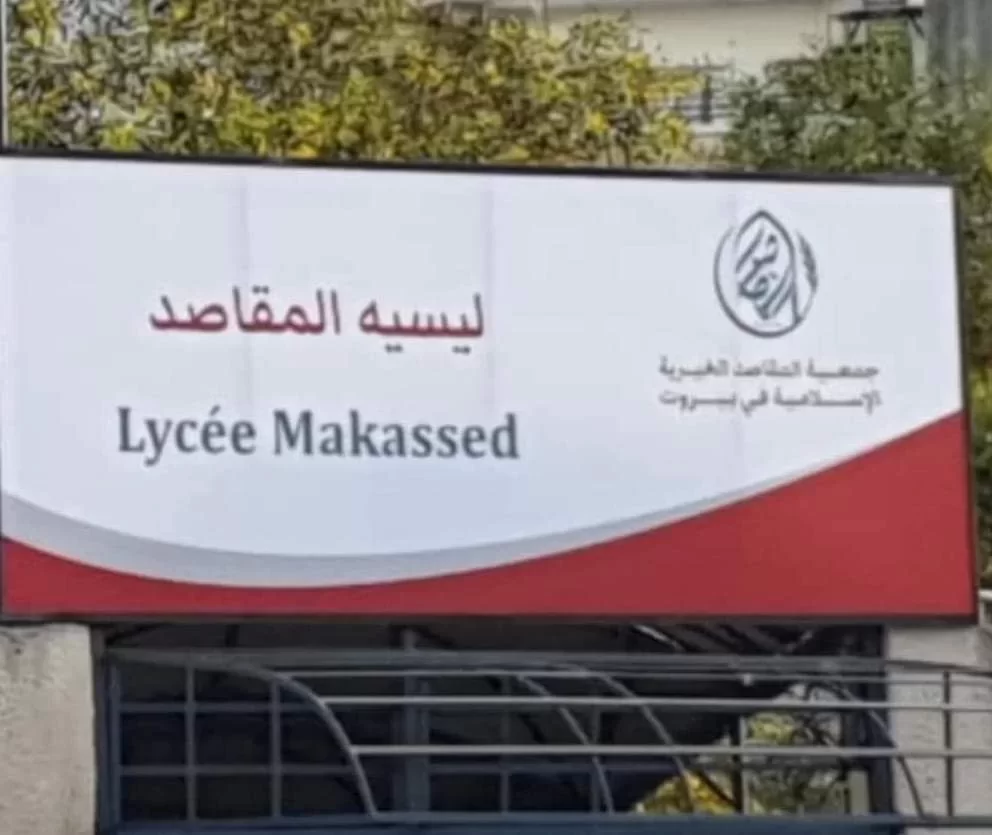 ليسيه المقاصد
Lycée Makassed
جمعية المقاصد الخيرية
الإسلامية في بيروت